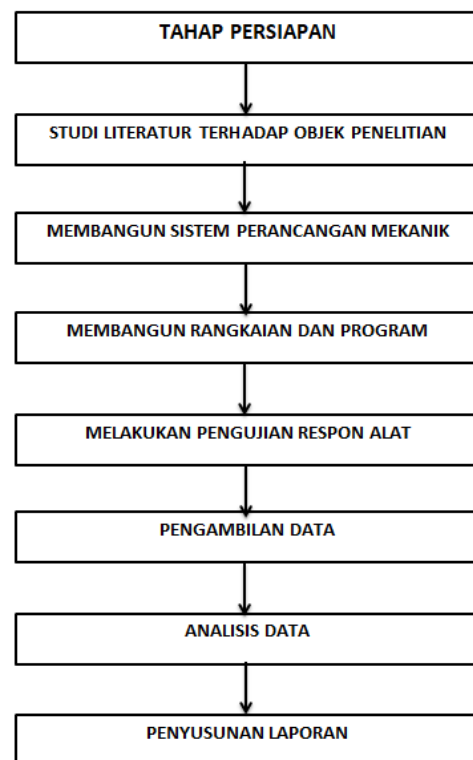 TAHAP PERSIAPAN
STUDI LITERATUR TERHADAP OBJEK PENELITIAN
MEMBANGUN SISTEM PERANCANGAN MEKANIK
MEMBANGUN RANGKAIAN DAN PROGRAM
MELAKUKAN PENGUJIAN RESPON ALAT
PENGAMBILAN DATA
ANALISIS DATA
PENYUSUNAN LAPORAN